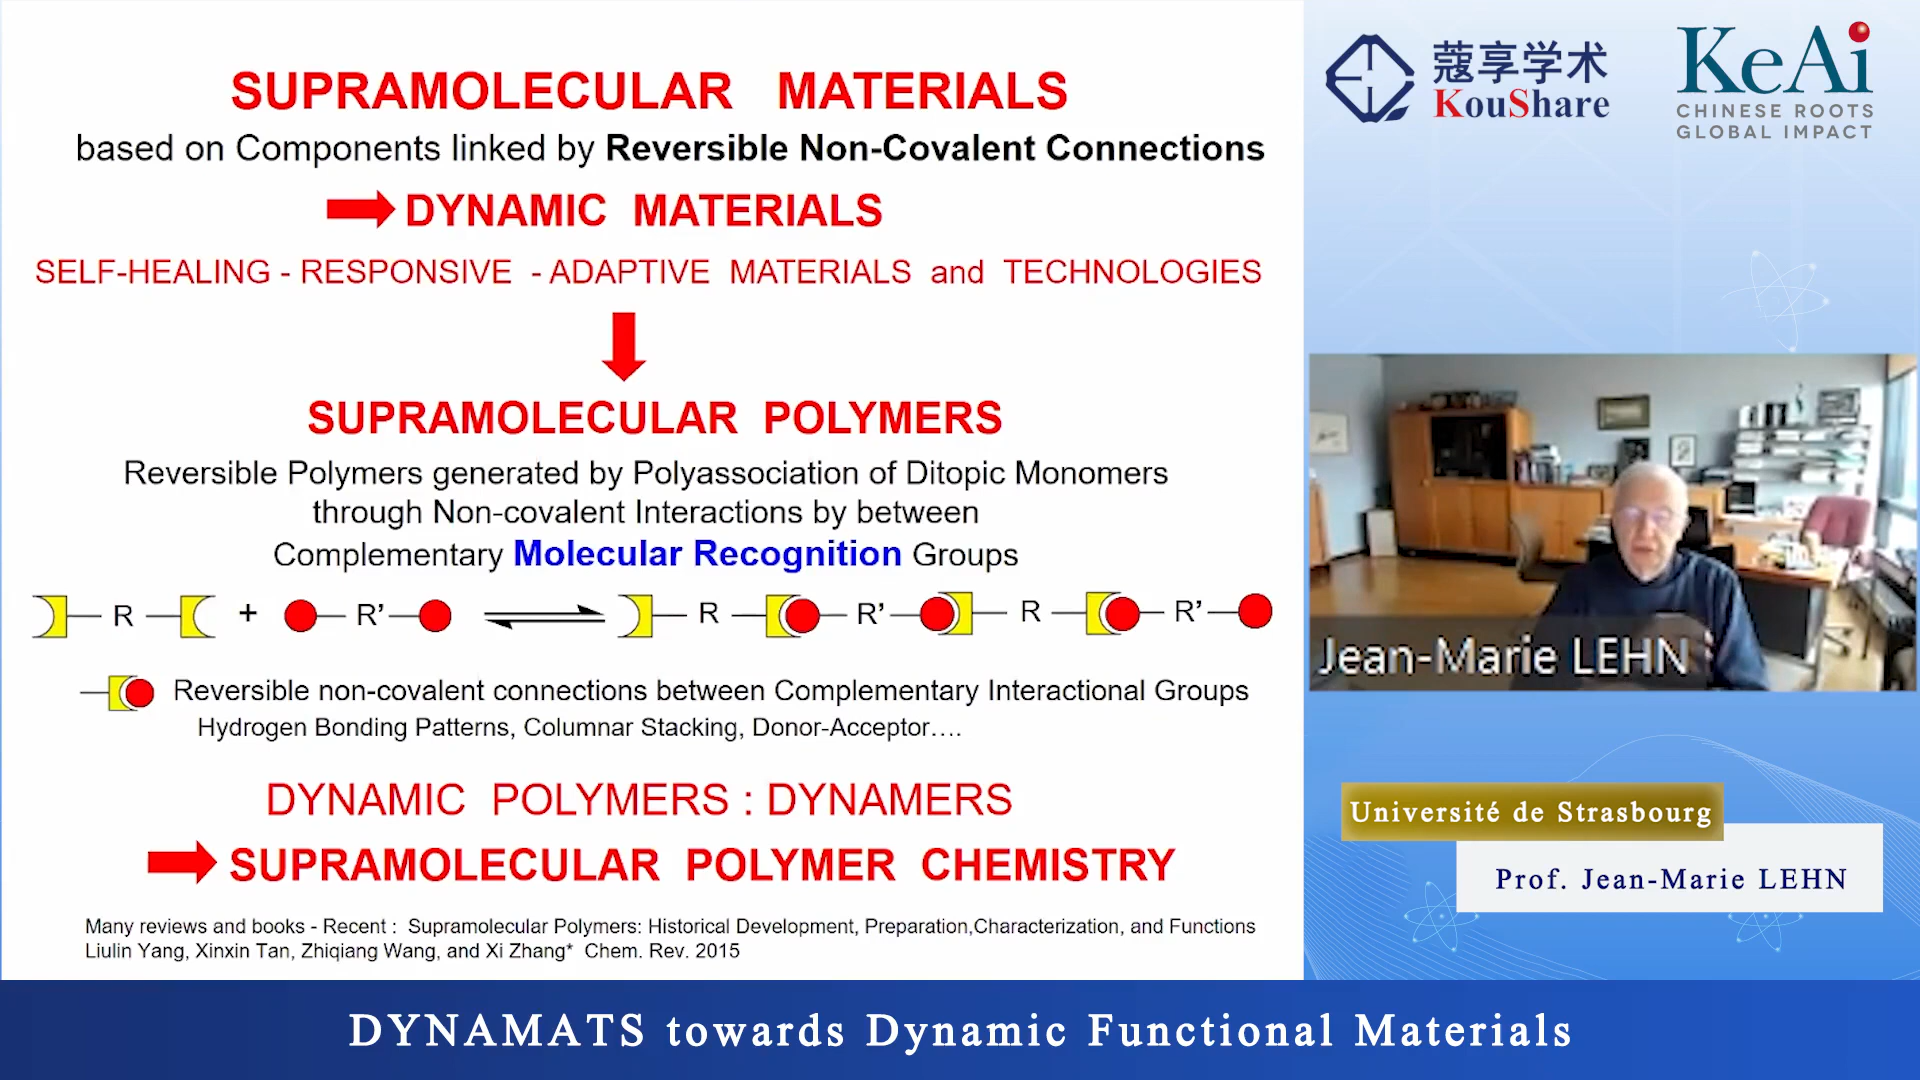 SUPRAMOLECULAR MATERIALS
based on Components linked by Reversible Non-Covalent Connections
DYNAMIC MATERIALS
SELF-HEALING - RESPONSIVE - ADAPTIVE MATERIALS and TECHNOLOGIES
SUPRAMOLECULAR POLYMERS
Reversible Polymers generated by Polyassociation of Ditopic Monomers
through Non-covalent Interactions by between
Complementary Molecular Recognition Groups
R + R’ R R’ R R’
Reversible non-covalent connections between Complementary Interactional Groups
Hydrogen Bonding Patterns, Columnar Stacking, Donor-Acceptor….
DYNAMIC POLYMERS : DYNAMERS
SUPRAMOLECULAR POLYMER CHEMISTRY
Many reviews and books - Recent : Supramolecular Polymers: Historical Development, Preparation,Characterization, and Functions
Liulin Yang, Xinxin Tan, Zhiqiang Wang, and Xi Zhang* Chem. Rev. 2015
蔻享学术
KouShare
KeAi
CHINESE ROOTS
GLOBAL IMPACT
Jean-Marie LEHN
Université de Strasbourg
Prof. Jean-Marie LEHN
DYNAMATS towards Dynamic Functional Materials